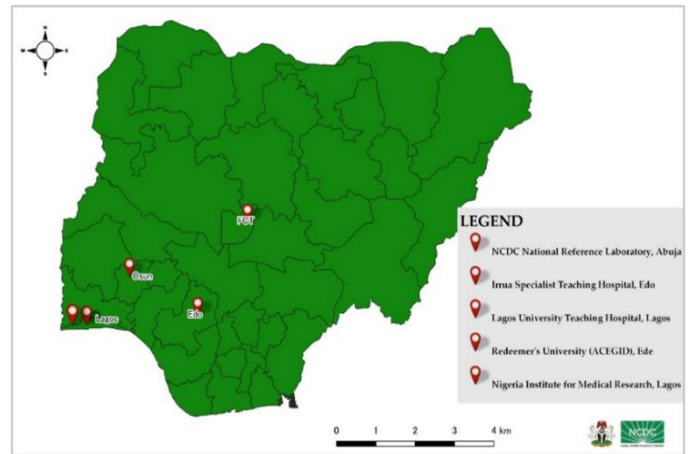 N
W
E
S
FCT
Osun
Edo
Lagos
LEGEND
NCDC National Reference Laboratory, Abuja
Irrua Specialist Teaching Hospital, Edo
Lagos University Teaching Hospital, Lagos
Redeemer's University (ACEGID), Ede
Nigeria Institute for Medical Research, Lagos
0 1 2 3 4 km
NCDC